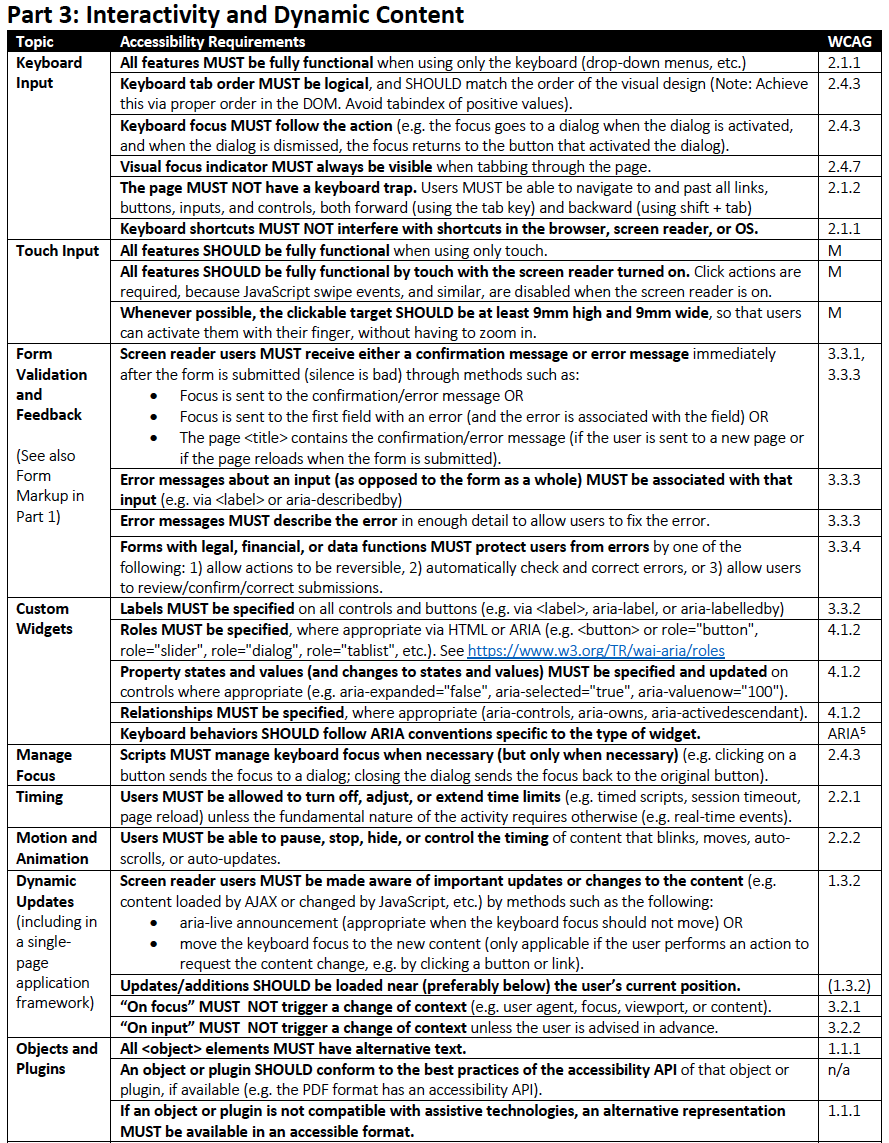 Part 3: Interactivity and Dynamic Content
Topic Accessibility Requirements WCAG
Keyboard Input
All features MUST be fully functional when using only the keyboard (drop-down menus, etc.) 2.1.1
Keyboard tab order MUST be logical, and SHOULD match the order of the visual design (Note: Achieve 2.4.3
this via proper order in the DOM. Avoid tabindex of positive values).
Keyboard focus MUST follow the action (e.g. the focus goes to a dialog when the dialog is activated, 2.4.3
and when the dialog is dismissed, the focus returns to the button that activated the dialog).
Visual focus indicator MUST always be visible when tabbing through the page. 2.4.7
The page MUST NOT have a keyboard trap. Users MUST be able to navigate to and past all links, 2.1.2
buttons, inputs, and controls, both forward (using the tab key) and backward (using shift + tab)
Keyboard shortcuts MUST NOT interfere with shortcuts in the browser, screen reader, or OS. 2.1.1
Touch Input
All features SHOULD be fully functional when using only touch. M
All features SHOULD be fully functional by touch with the screen reader turned on. Click actions are M
required, because JavaScript swipe events, and similar, are disabled when the screen reader is on.
Whenever possible, the clickable target SHOULD be at least 9mm high and 9mm wide, so that users M
can activate them with their finger, without having to zoom in.
Form
Validation
and
Feedback
(See also
Form
Markup in
Part 1)
Screen reader users MUST receive either a confirmation message or error message immediately 3.3.1,
after the form is submitted (silence is bad) through methods such as: 3.3.3
• Focus is sent to the confirmation/error message OR
• Focus is sent to the first field with an error (and the error is associated with the field) OR
• The page <title> contains the confirmation/error message (if the user is sent to a new page or
if the page reloads when the form is submitted).
Error messages about an input (as opposed to the form as a whole) MUST be associated with that 3.3.3
input (e.g. via <label> or aria-describedby)
Error messages MUST describe the error in enough detail to allow users to fix the error. 3.3.3
Forms with legal, financial, or data functions MUST protect users from errors by one of the 3.3.4
following: 1) allow actions to be reversible, 2) automatically check and correct errors, or 3) allow users
to review/confirm/correct submissions.
Custom
Widgets
Labels MUST be specified on all controls and buttons (e.g. via <label>, aria-label, or aria-labelledby) 3.3.2
Roles MUST be specified, where appropriate via HTML or ARIA (e.g. <button> or role="button", 4.1.2
role="slider", role="dialog", role="tablist", etc.). See https://www.w3.org/TR/wai-aria/roles
Property states and values (and changes to states and values) MUST be specified and updated on 4.1.2
controls where appropriate (e.g. aria-expanded="false", aria-selected="true", aria-valuenow="100").
Relationships MUST be specified, where appropriate (aria-controls, aria-owns, aria-activedescendant). 4.1.2
Keyboard behaviors SHOULD follow ARIA conventions specific to the type of widget. ARIA⁵
Manage
Focus
Scripts MUST manage keyboard focus when necessary (but only when necessary) (e.g. clicking on a 2.4.3
button sends the focus to a dialog; closing the dialog sends the focus back to the original button).
Timing
Users MUST be allowed to turn off, adjust, or extend time limits (e.g. timed scripts, session timeout, 2.2.1
page reload) unless the fundamental nature of the activity requires otherwise (e.g. real-time events).
Motion and
Animation
Users MUST be able to pause, stop, hide, or control the timing of content that blinks, moves, auto- 2.2.2
scrolls, or auto-updates.
Dynamic
Updates
(including in
a single-
page
application
framework)
Screen reader users MUST be made aware of important updates or changes to the content (e.g. 1.3.2
content loaded by AJAX or changed by JavaScript, etc.) by methods such as the following:
• aria-live announcement (appropriate when the keyboard focus should not move) OR
• move the keyboard focus to the new content (only applicable if the user performs an action to
request the content change, e.g. by clicking a button or link).
Updates/additions SHOULD be loaded near (preferably below) the user’s current position. (1.3.2)
“On focus” MUST NOT trigger a change of context (e.g. user agent, focus, viewport, or content). 3.2.1
“On input” MUST NOT trigger a change of context unless the user is advised in advance. 3.2.2
Objects and
Plugins
All <object> elements MUST have alternative text. 1.1.1
An object or plugin SHOULD conform to the best practices of the accessibility API of that object or n/a
plugin, if available (e.g. the PDF format has an accessibility API).
If an object or plugin is not compatible with assistive technologies, an alternative representation 1.1.1
MUST be available in an accessible format.